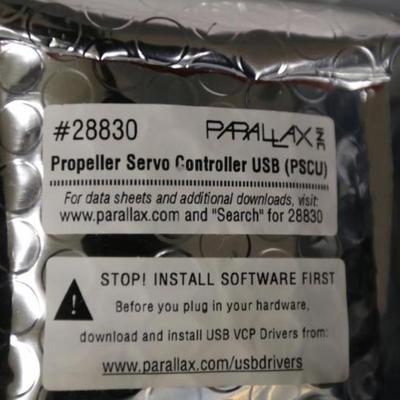 #28830 PARALLAX INC
Propeller Servo Controller USB (PSCU)
For data sheets and additional downloads, visit:
www.parallax.com and "Search" for 28830
STOP! INSTALL SOFTWARE FIRST
Before you plug in your hardware,
download and install USB VCP Drivers from:
www.parallax.com/usbdrivers